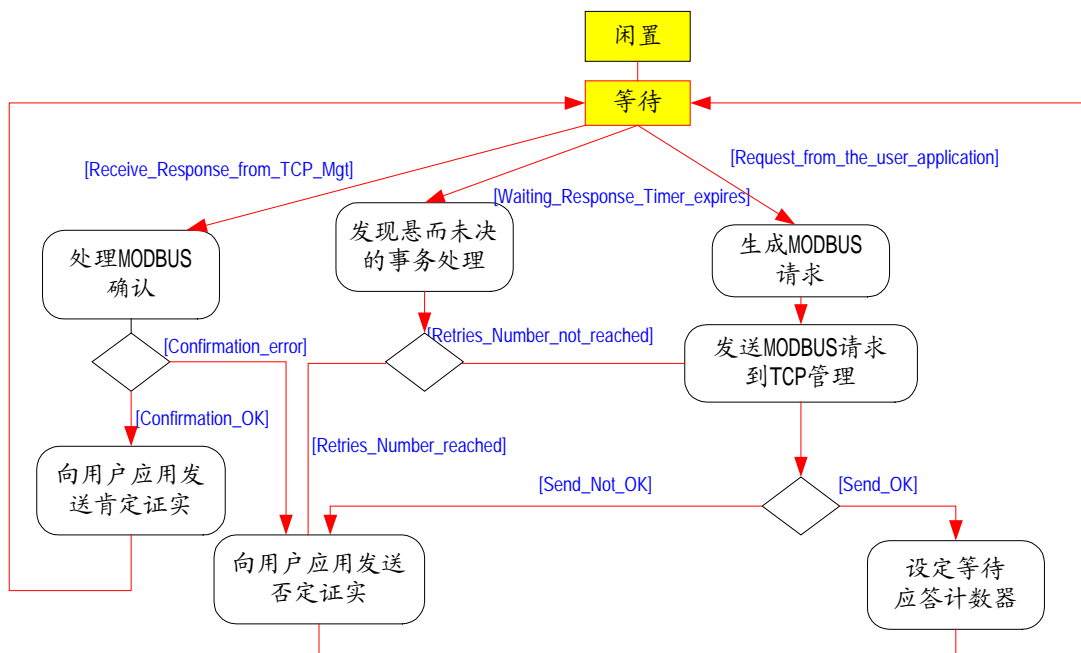 闲置
等待
[Receive_Response_from_TCP_Mgt]
[Request_from_the_user_application]
[Waiting_Response_Timer_expires]
处理MODBUS
确认
发现悬而未决
的事务处理
生成MODBUS
请求
[Confirmation_error]
[Retries_Number_not_reached]
发送MODBUS请求
到TCP管理
[Confirmation_OK]
[Retries_Number_reached]
向用户应用发
送肯定证实
[Send_Not_OK]
[Send_OK]
向用户应用发送
否定证实
设定等待
应答计数器